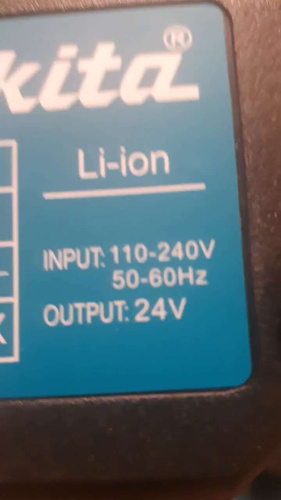 kita®
Li-ion
INPUT: 110-240V
50-60Hz
OUTPUT: 24V